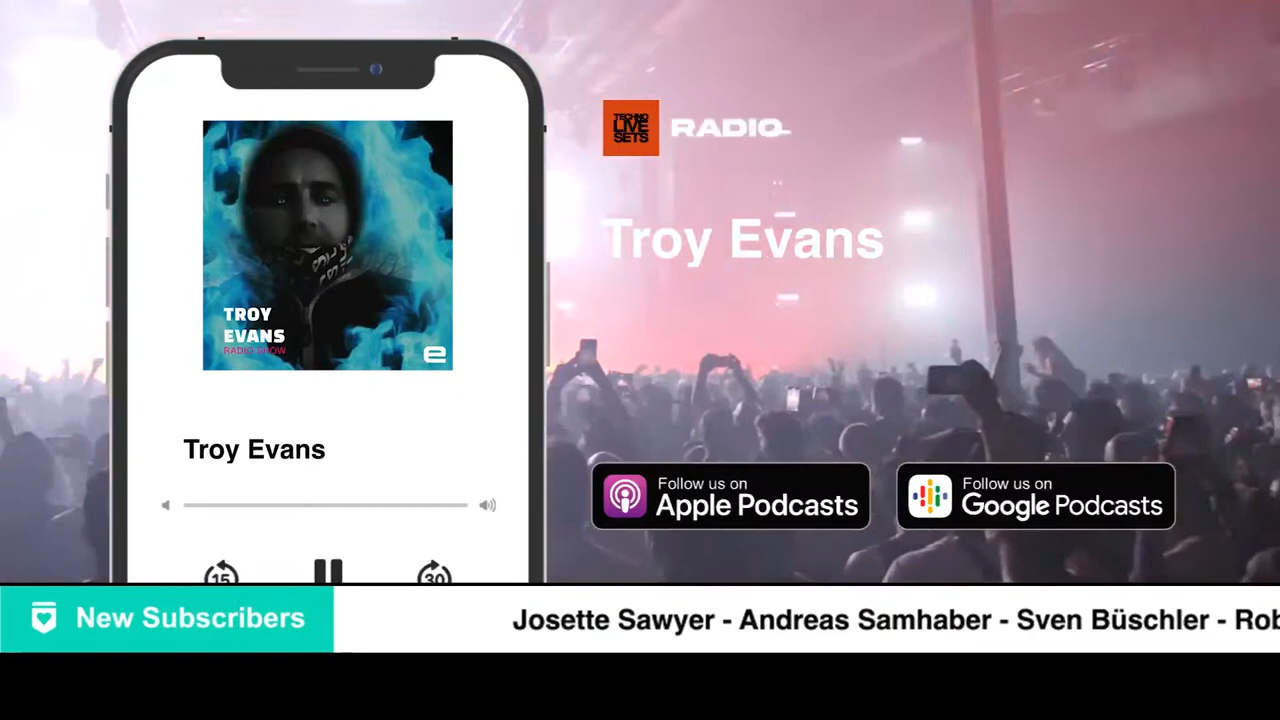 TECHNO
LIVE
SETS
RADIO
Troy Evans
TROY
EVANS
RADIO SHOW
e
Troy Evans
15
30
Follow us on
Apple Podcasts
Follow us on
Google Podcasts
New Subscribers
Josette Sawyer - Andreas Samhaber - Sven Büschler - Rob